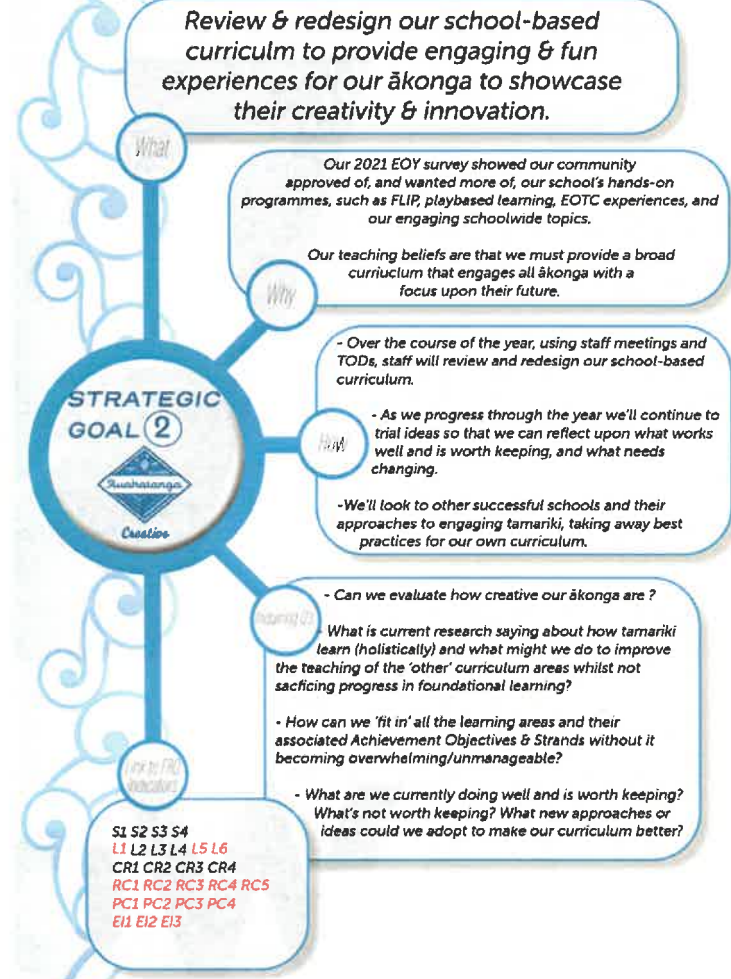 Review & redesign our school-based
curriculm to provide engaging & fun
experiences for our ākonga to showcase
their creativity & innovation.
What
Our 2021 EOY survey showed our community
approved of, and wanted more of, our school's hands-on
programmes, such as FLIP, playbased learning, EOTC experiences, and
our engaging schoolwide topics.
Our teaching beliefs are that we must provide a broad
curriuclum that engages all ākonga with a
focus upon their future.
Why
- Over the course of the year, using staff meetings and
TODs, staff will review and redesign our school-based
curriculum.
- As we progress through the year we'll continue to
trial ideas so that we can reflect upon what works
well and is worth keeping, and what needs
changing.
-We'll look to other successful schools and their
approaches to engaging tamariki, taking away best
practices for our own curriculum.
How
STRATEGIC
GOAL 2
Auaharanga
Creative
- Can we evaluate how creative our ākonga are ?
- What is current research saying about how tamariki
learn (holistically) and what might we do to improve
the teaching of the 'other' curriculum areas whilst not
sacficing progress in foundational learning?
- How can we 'fit in' all the learning areas and their
associated Achievement Objectives & Strands without it
becoming overwhelming/unmanageable?
- What are we currently doing well and is worth keeping?
What's not worth keeping? What new approaches or
ideas could we adopt to make our curriculum better?
Link to ERO
Indicators
S1 S2 S3 S4
L1 L2 L3 L4 L5 L6
CR1 CR2 CR3 CR4
RC1 RC2 RC3 RC4 RC5
PC1 PC2 PC3 PC4
EI1 EI2 EI3